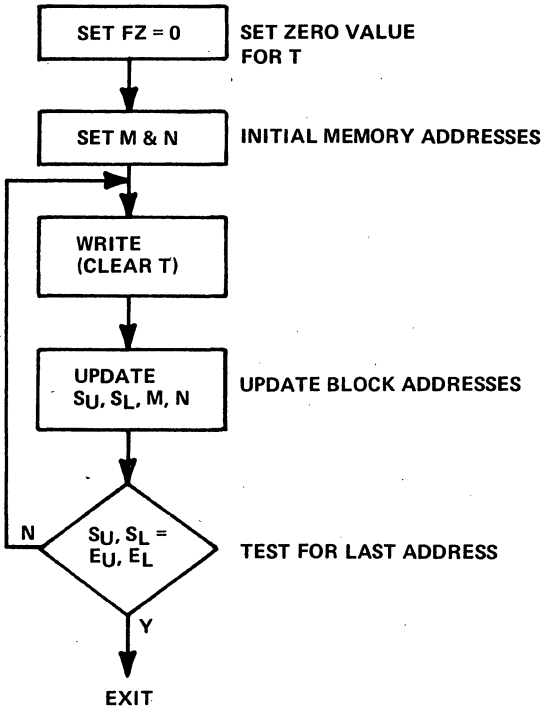 SET FZ = 0
SET ZERO VALUE
FOR T
SET M & N
INITIAL MEMORY ADDRESSES
WRITE
(CLEAR T)
UPDATE
SU, SL, M, N
UPDATE BLOCK ADDRESSES
N
SU, SL =
EU, EL
TEST FOR LAST ADDRESS
Y
EXIT